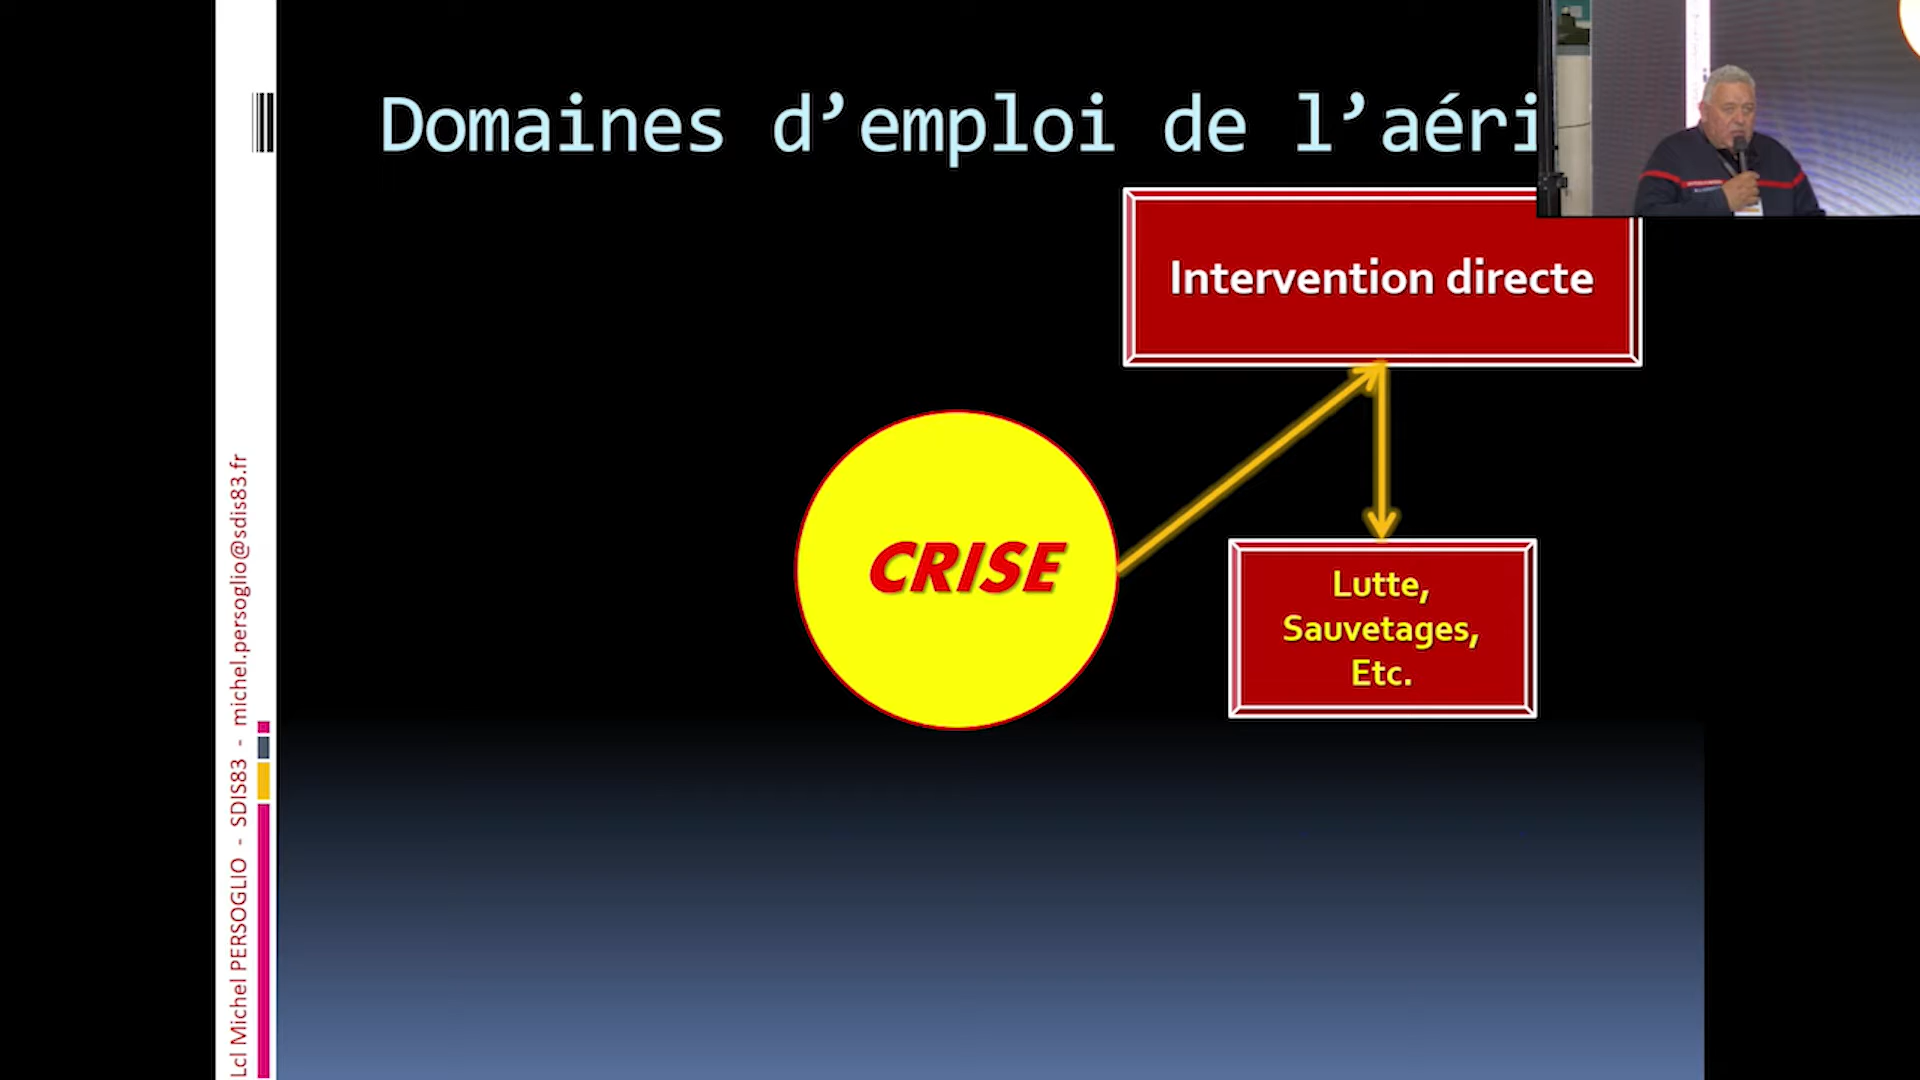 Domaines d’emploi de l’aéri
Intervention directe
CRISE
Lutte,
Sauvetages,
Etc.
Lcl Michel PERSOGLIO - SDIS83 - michel.persoglio@sdis83.fr